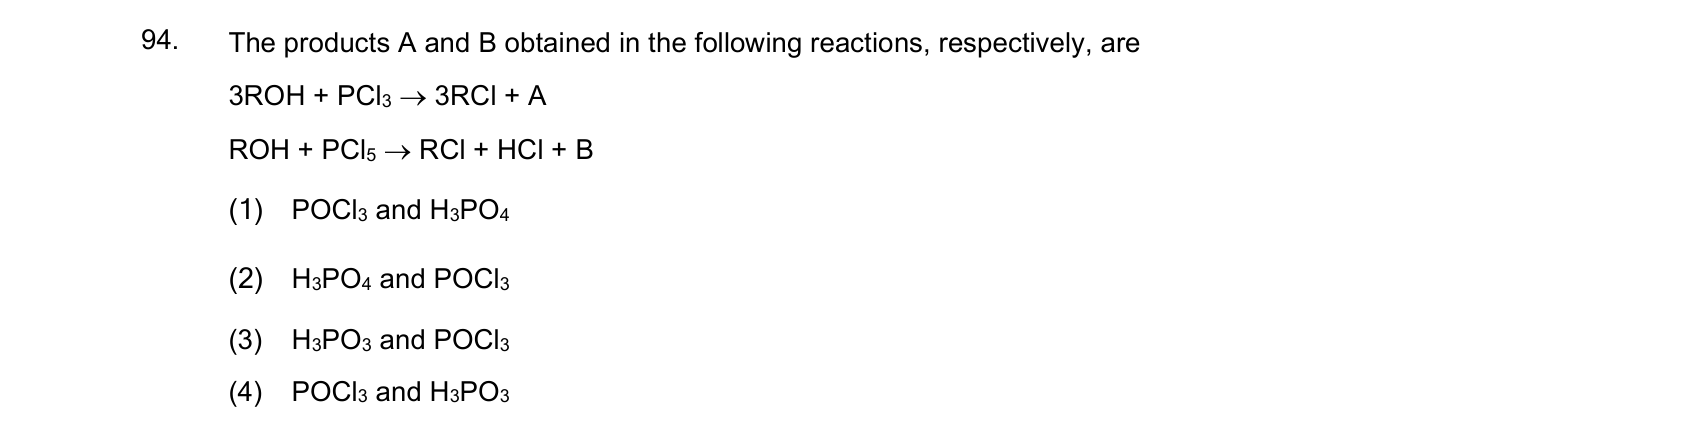 94. The products A and B obtained in the following reactions, respectively, are
3ROH + PCl₃ → 3RCl + A
ROH + PCl₅ → RCl + HCl + B
(1) POCl₃ and H₃PO₄
(2) H₃PO₄ and POCl₃
(3) H₃PO₃ and POCl₃
(4) POCl₃ and H₃PO₃